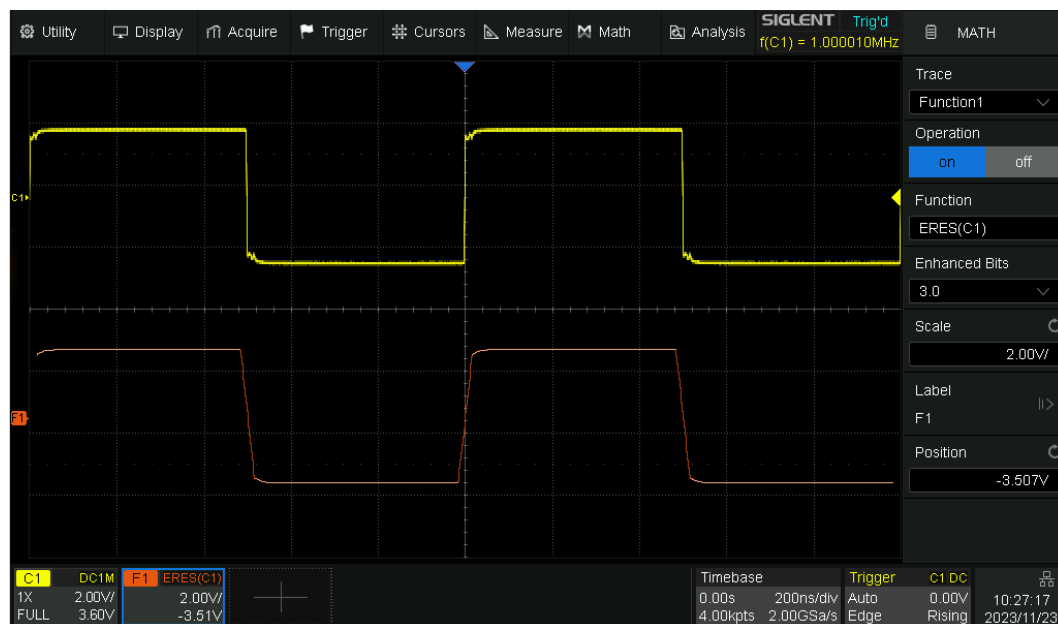 Utility Display Acquire Trigger Cursors Measure Math Analysis
SIGLENT Trig'd
f(C1) = 1.000010MHz
MATH
Trace
Function1
Operation
on off
Function
ERES(C1)
Enhanced Bits
3.0
Scale
2.00V/
Label
F1
Position
-3.507V
C1
F1
C1 DC1M
1X 2.00V/
FULL 3.60V
F1 ERES(C1)
2.00V/
-3.51V
Timebase
0.00s 200ns/div
4.00kpts 2.00GSa/s
Trigger C1 DC
Auto 0.00V
Edge Rising
10:27:17
2023/11/23